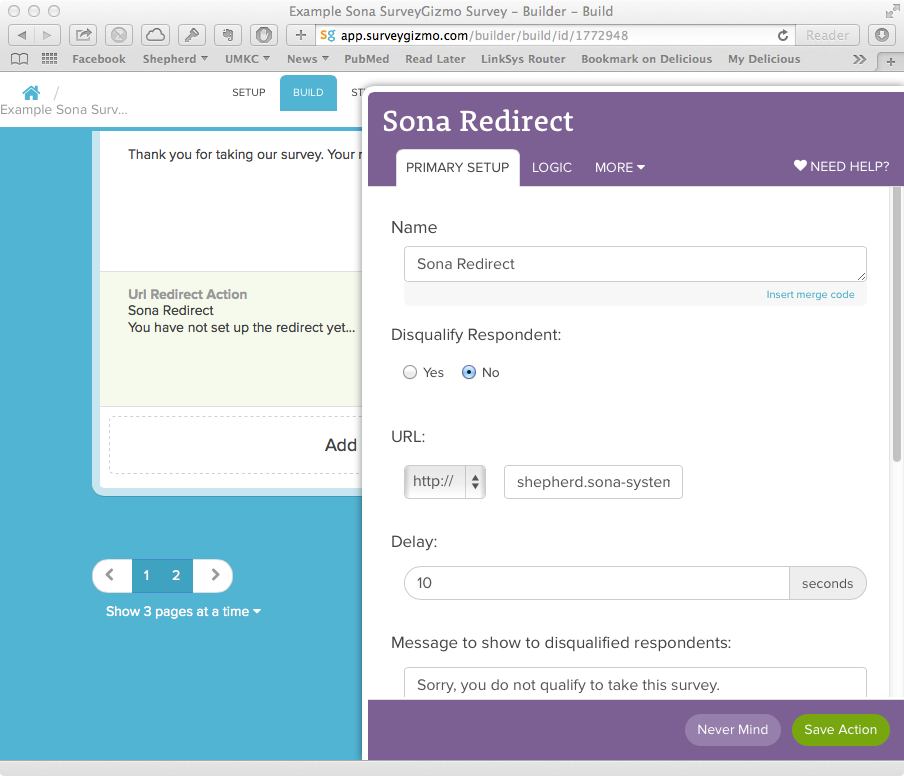 Example Sona SurveyGizmo Survey – Builder – Build
sg app.surveygizmo.com/builder/build/id/1772948
Reader
Facebook Shepherd UMKC News PubMed Read Later LinkSys Router Bookmark on Delicious My Delicious
/
Example Sona Surv...
SETUP BUILD
Sona Redirect
PRIMARY SETUP LOGIC MORE NEED HELP?
Thank you for taking our survey. Your
Url Redirect Action
Sona Redirect
You have not set up the redirect yet...
Add
1 2
Show 3 pages at a time
Name
Sona Redirect
Insert merge code
Disqualify Respondent:
Yes No
URL:
http:// shepherd.sona-system
Delay:
10 seconds
Message to show to disqualified respondents:
Sorry, you do not qualify to take this survey.
Never Mind Save Action